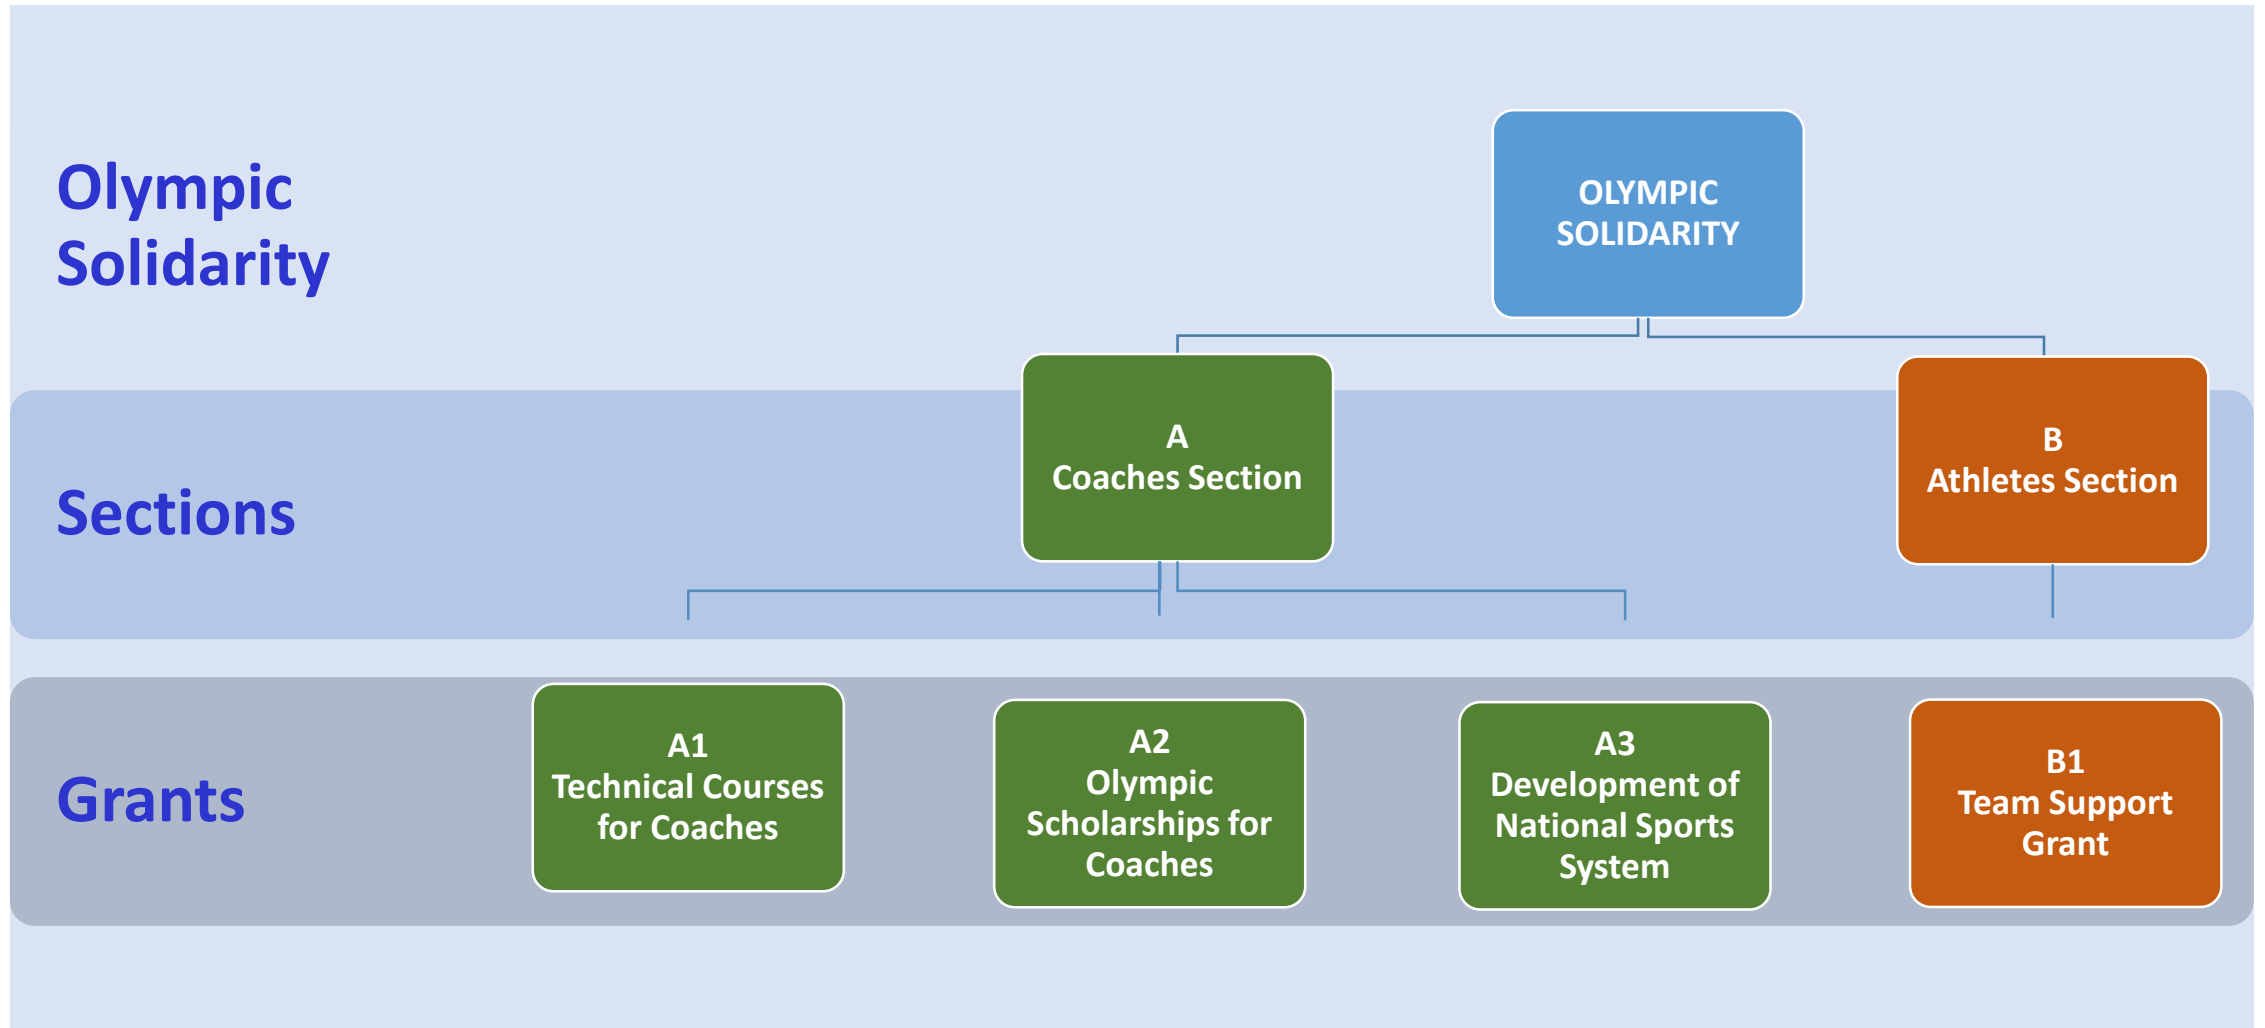 Olympic
Solidarity
OLYMPIC
SOLIDARITY
Sections
A
Coaches Section
B
Athletes Section
Grants
A1
Technical Courses
for Coaches
A2
Olympic
Scholarships for
Coaches
A3
Development of
National Sports
System
B1
Team Support
Grant